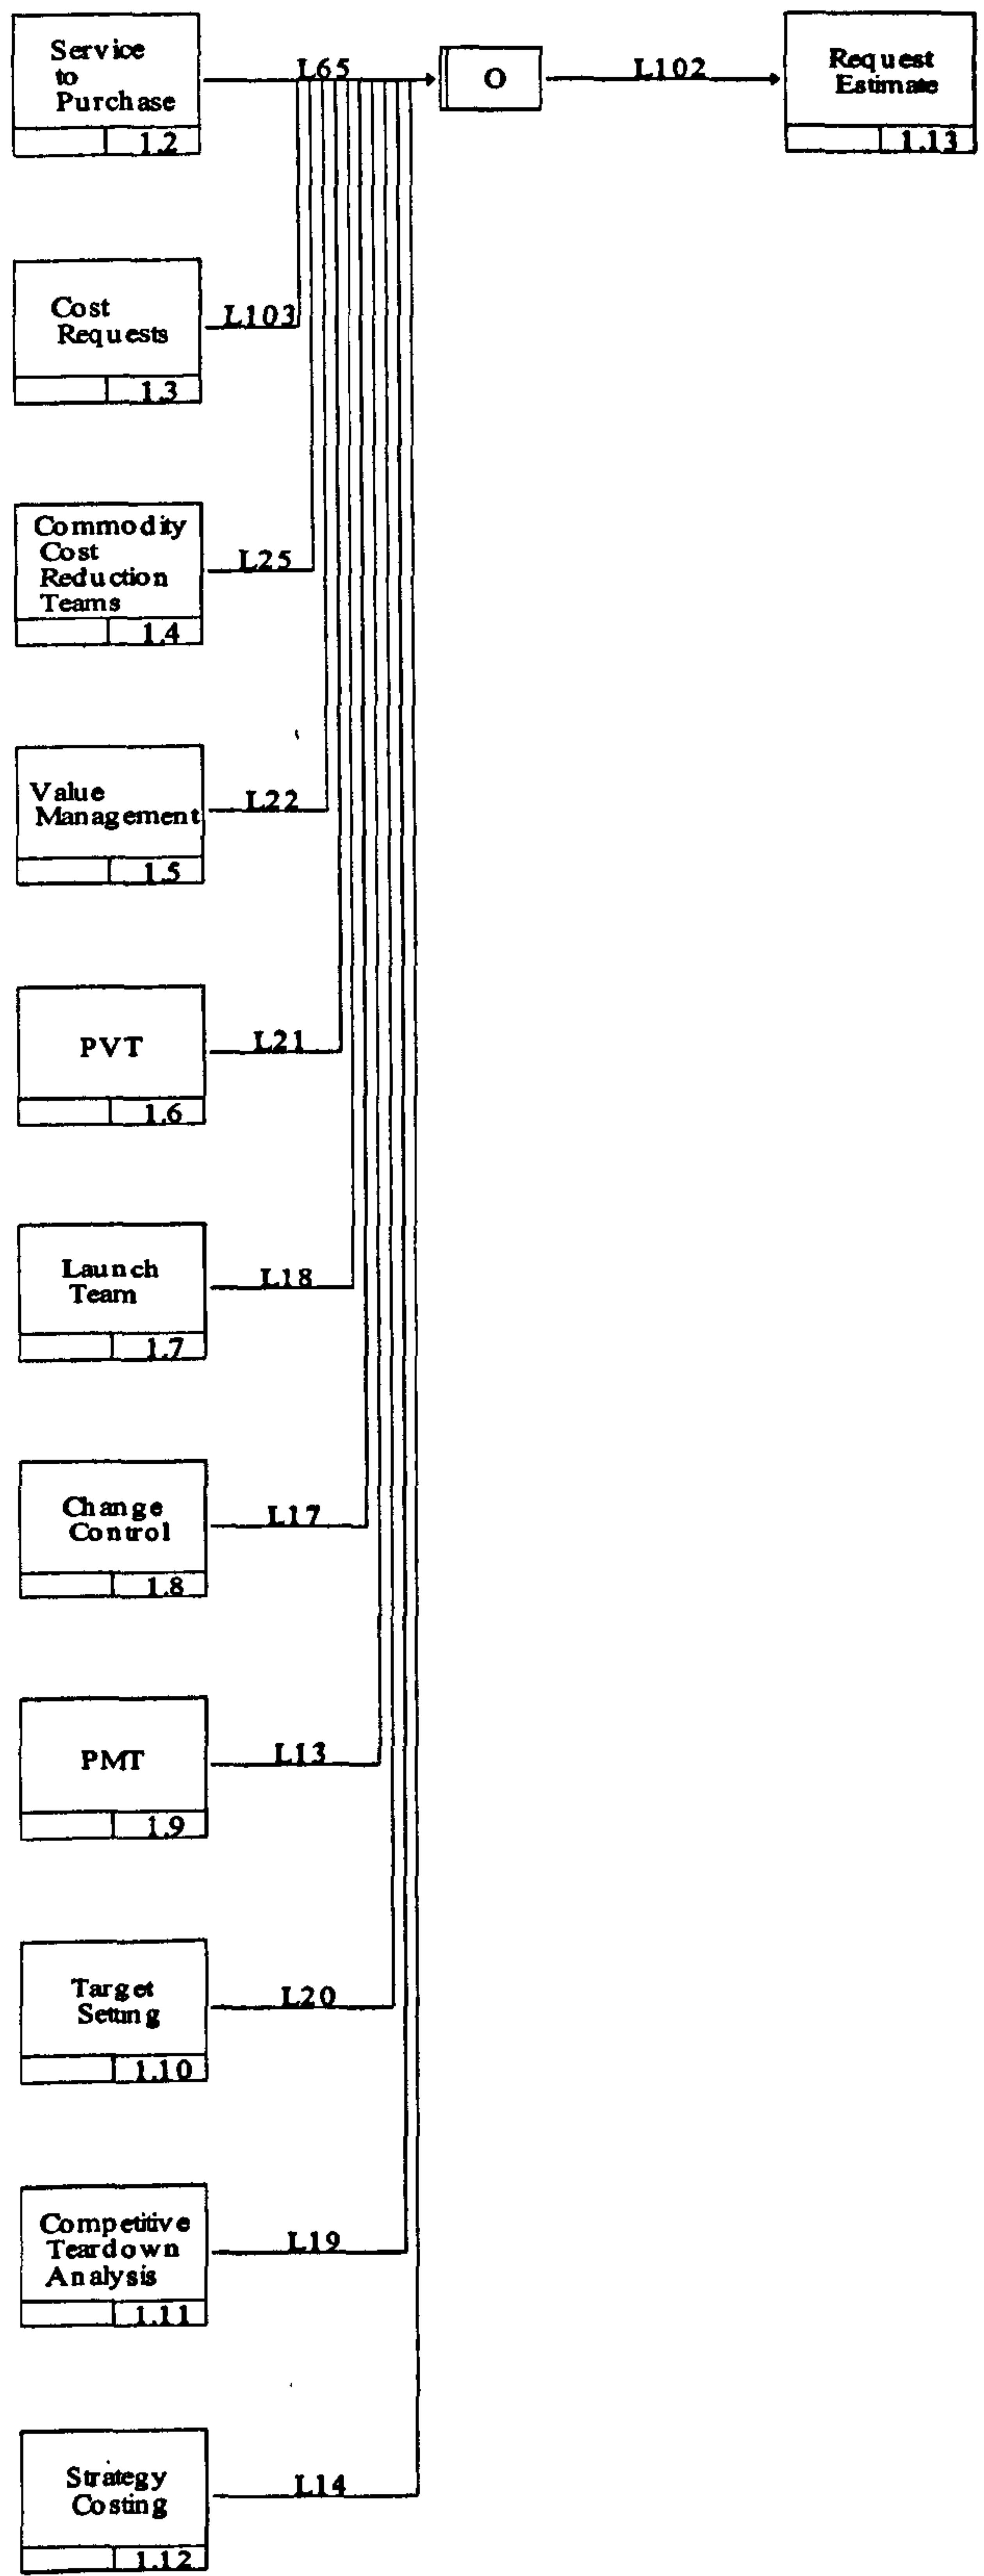 Service
to
Purchase
1.2
L65
O
L102
Request
Estimate
1.13
Cost
Requests
1.3
L103
Commodity
Cost
Reduction
Teams
1.4
L25
Value
Management
1.5
L22
PVT
1.6
L21
Launch
Team
1.7
L18
Change
Control
1.8
L17
PMT
1.9
L13
Target
Setting
1.10
L20
Competitive
Teardown
Analysis
1.11
L19
Strategy
Costing
1.12
L14